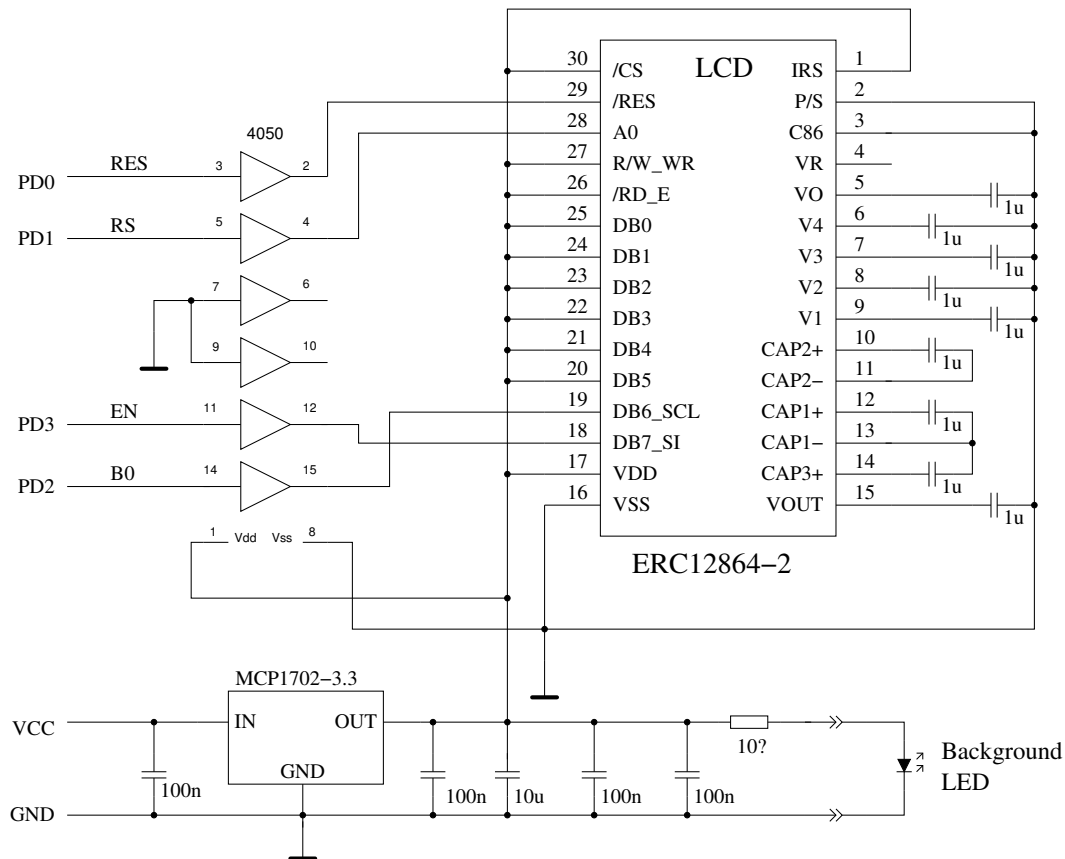 LCD
30 /CS IRS 1
29 /RES P/S 2
28 A0 C86 3
27 R/W_WR VR 4
26 /RD_E VO 5 1u
25 DB0 V4 6 1u
24 DB1 V3 7 1u
23 DB2 V2 8 1u
22 DB3 V1 9 1u
21 DB4 CAP2+ 10 1u
20 DB5 CAP2− 11
19 DB6_SCL CAP1+ 12 1u
18 DB7_SI CAP1− 13
17 VDD CAP3+ 14 1u
16 VSS VOUT 15 1u
ERC12864−2
4050
PD0 RES 3 2
PD1 RS 5 4
7 6
9 10
PD3 EN 11 12
PD2 B0 14 15
1 Vdd Vss 8
MCP1702−3.3
VCC IN OUT
GND
10?
100n 100n 10u 100n 100n
GND
Background
LED